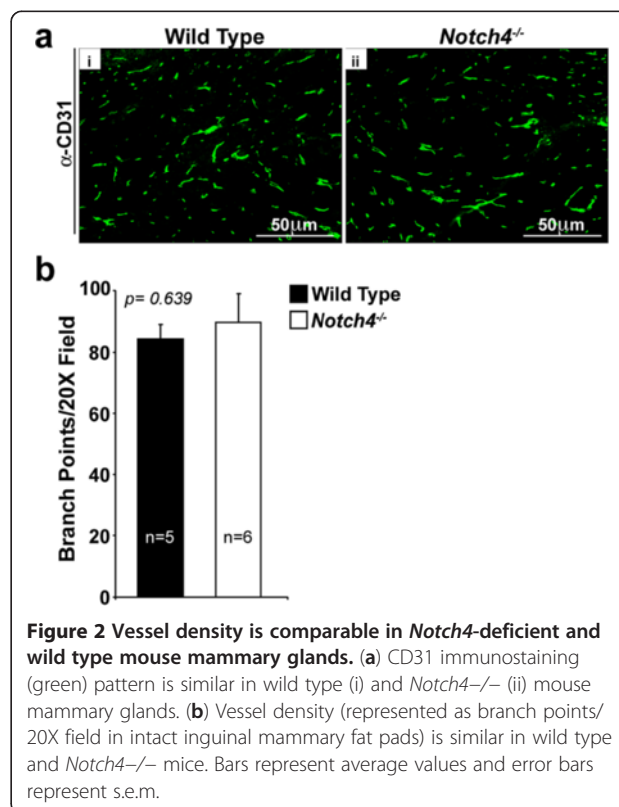 a
Wild Type
Notch4-/-
i
ii
α-CD31
50μm
50μm
b
Branch Points/20X Field
100
80
60
40
20
0
p= 0.639
n=5
n=6
Wild Type
Notch4-/-
Figure 2 Vessel density is comparable in Notch4-deficient and
wild type mouse mammary glands. (a) CD31 immunostaining
(green) pattern is similar in wild type (i) and Notch4−/− (ii) mouse
mammary glands. (b) Vessel density (represented as branch points/
20X field in intact inguinal mammary fat pads) is similar in wild type
and Notch4−/− mice. Bars represent average values and error bars
represent s.e.m.